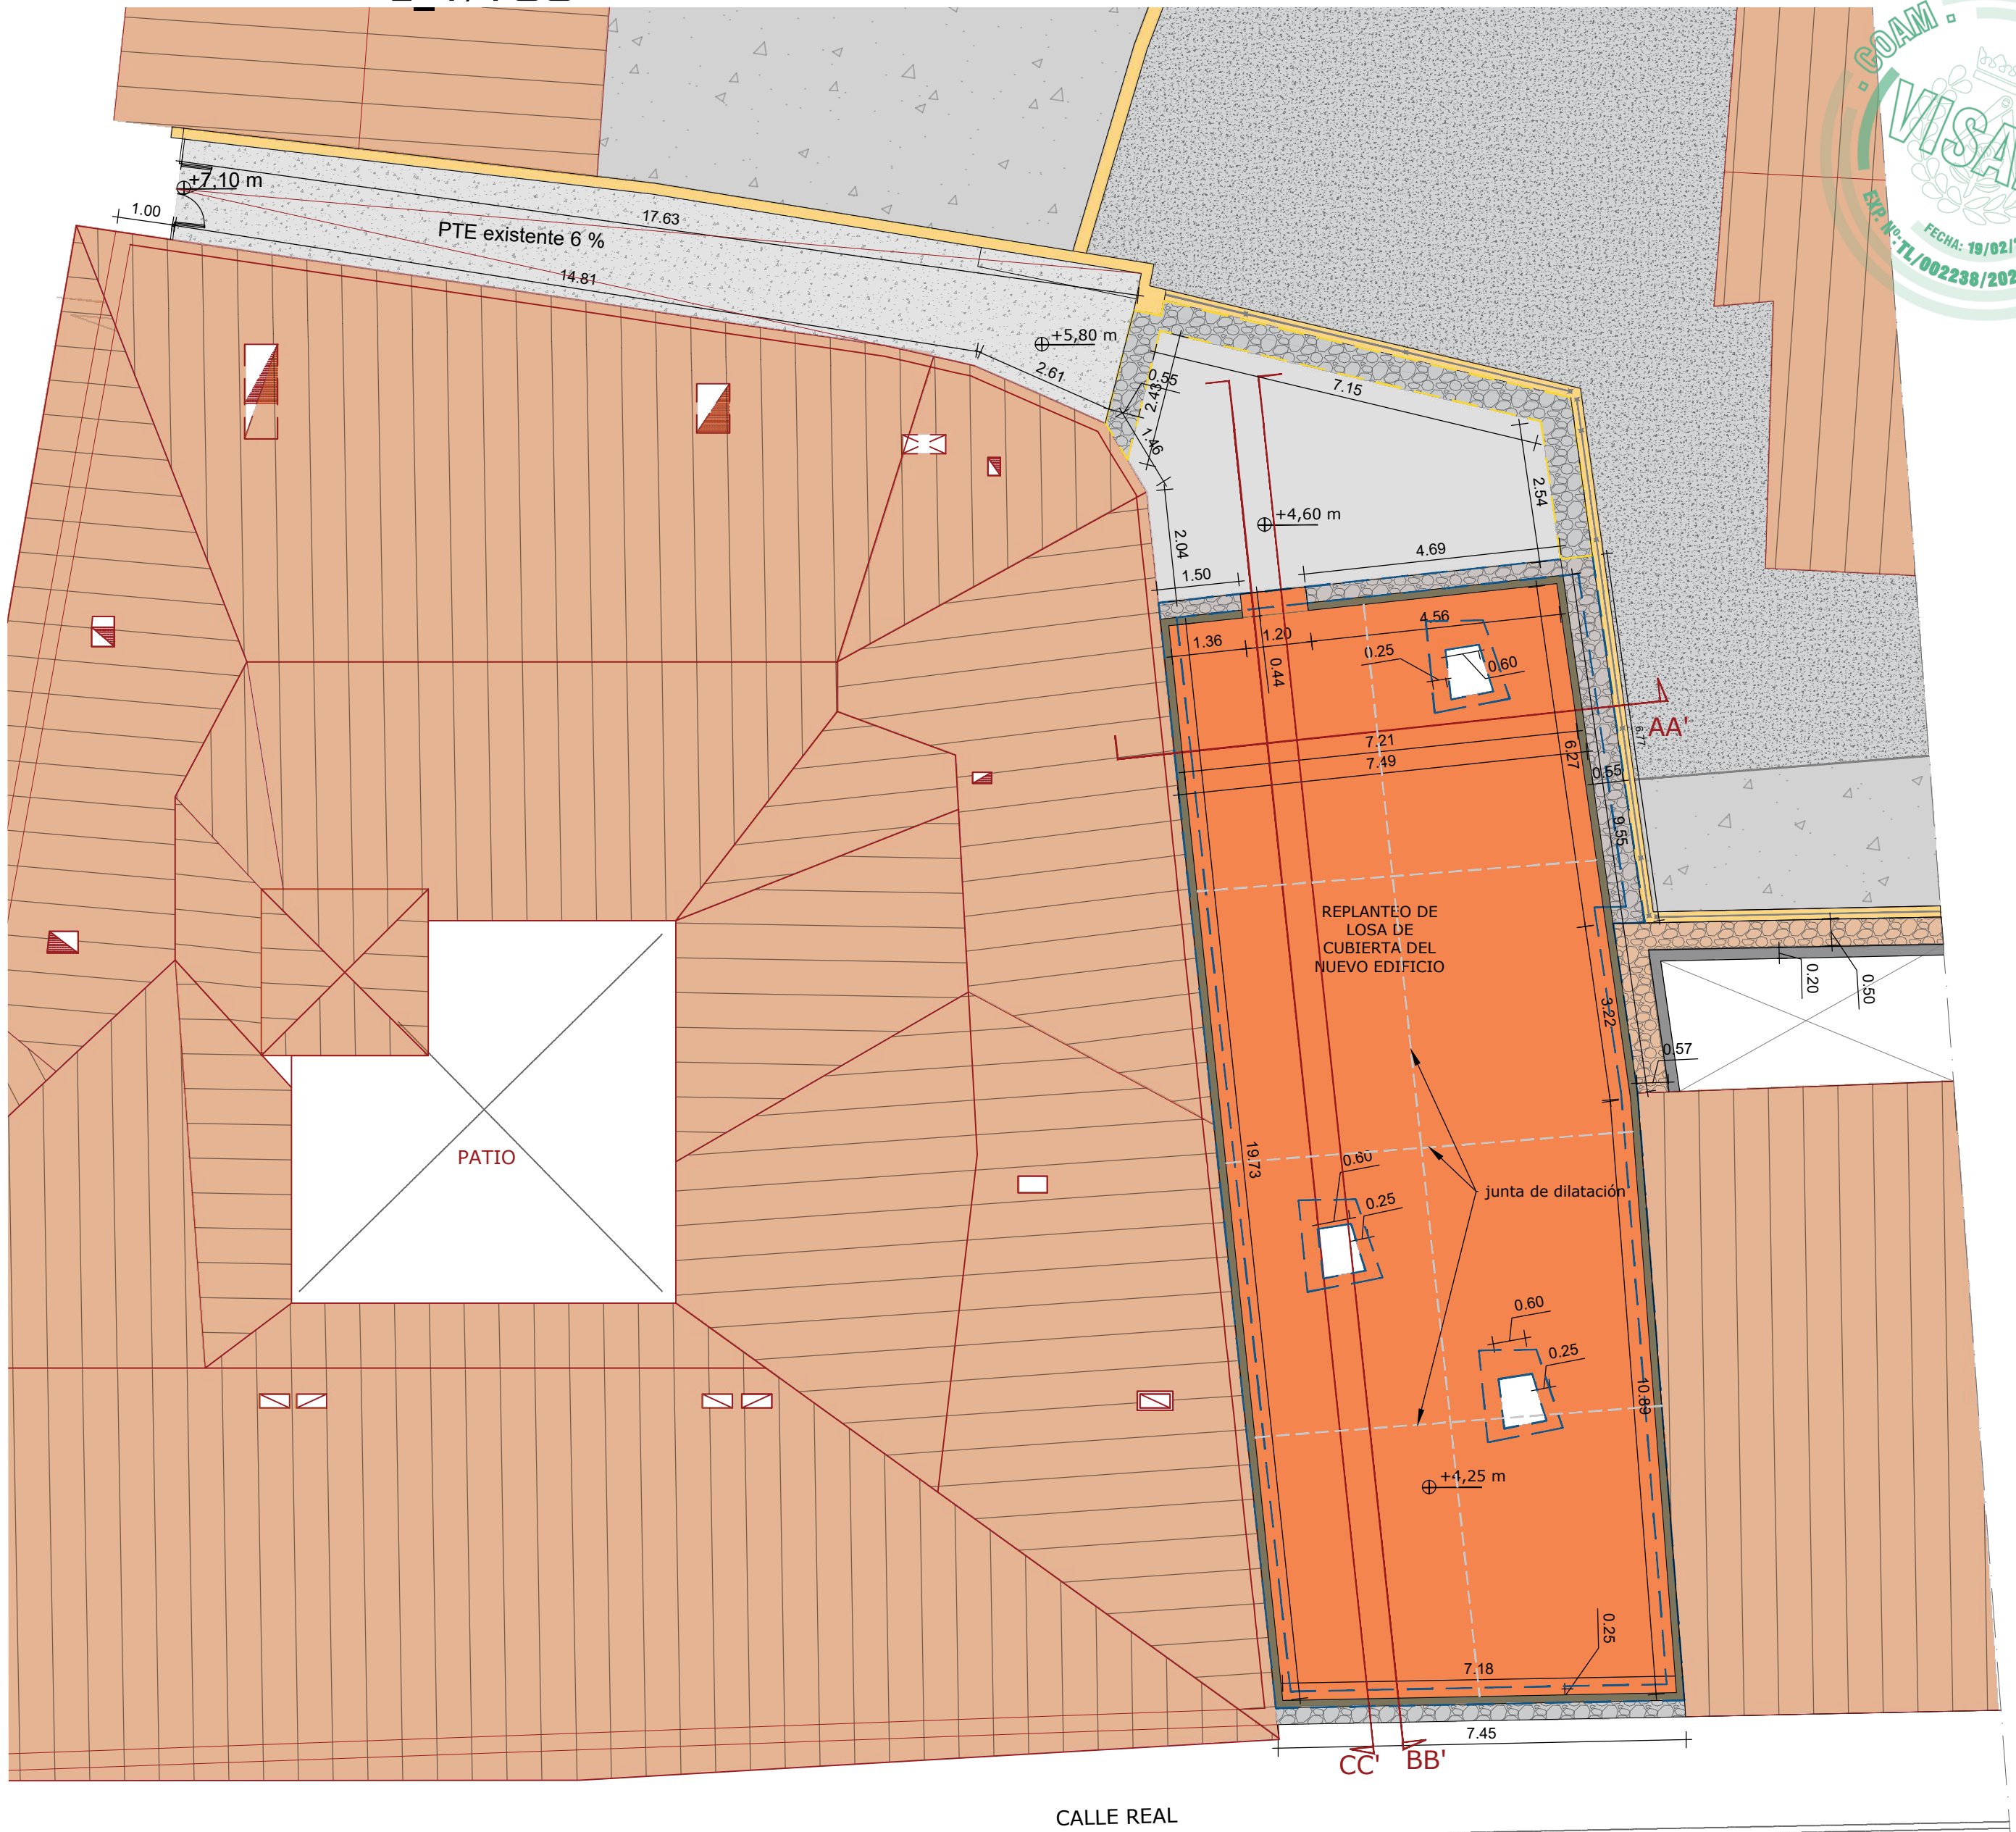 . COAM .
VISA
EXP. Nº: TL/002238/202
FECHA: 19/02/
+7,10 m
1.00
17.63
PTE existente 6 %
14.81
+5,80 m
2.61
0.55
2.43
7.15
1.46
2.54
+4,60 m
2.04
4.69
1.50
4.56
1.36
1.20
0.25
0.60
0.44
AA'
6.77
7.21
7.49
6.27
0.55
9.55
REPLANTEO DE
LOSA DE
CUBIERTA DEL
NUEVO EDIFICIO
0.20
0.50
3.22
0.57
PATIO
19.73
0.60
0.25
junta de dilatación
0.60
0.25
10.89
+4,25 m
0.25
7.18
7.45
CC'
BB'
CALLE REAL